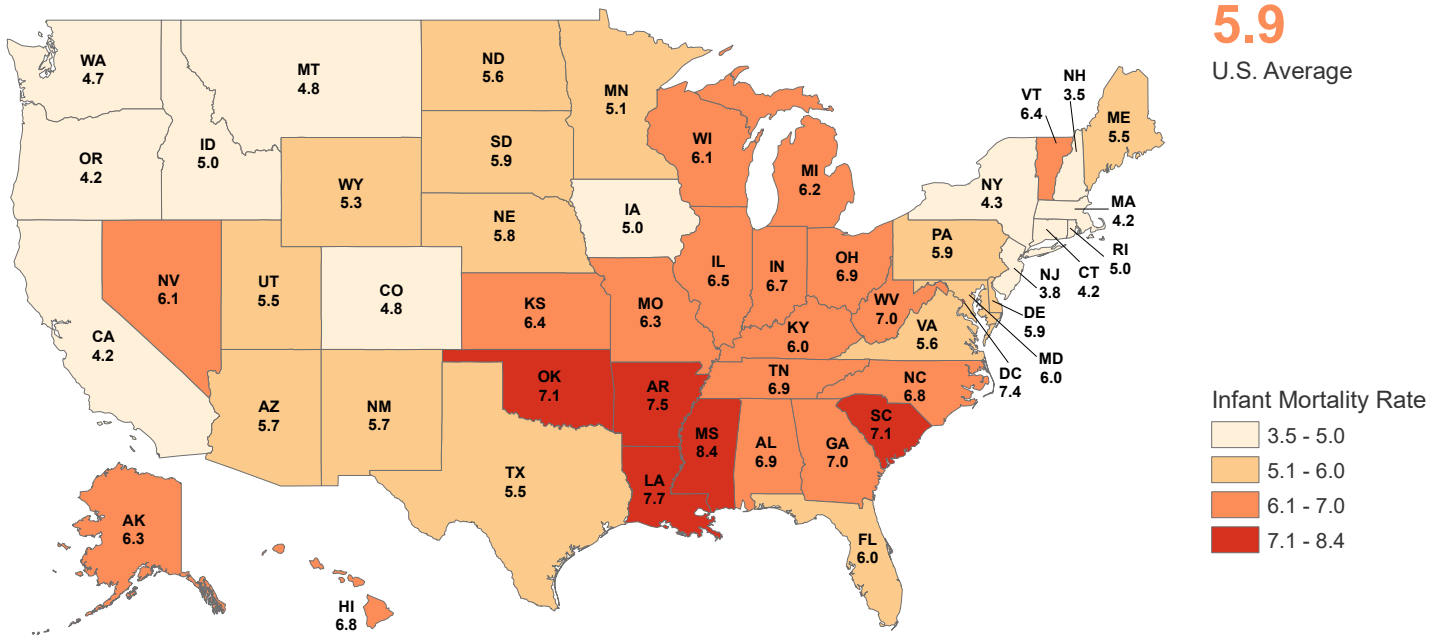 5.9
U.S. Average
WA
4.7
MT
4.8
ND
5.6
MN
5.1
OR
4.2
ID
5.0
SD
5.9
WI
6.1
MI
6.2
VT
6.4
NH
3.5
ME
5.5
WY
5.3
NE
5.8
IA
5.0
NY
4.3
MA
4.2
RI
5.0
CT
4.2
NJ
3.8
PA
5.9
DE
5.9
MD
6.0
DC
7.4
NV
6.1
UT
5.5
CO
4.8
KS
6.4
MO
6.3
IL
6.5
IN
6.7
OH
6.9
WV
7.0
VA
5.6
KY
6.0
CA
4.2
AZ
5.7
NM
5.7
OK
7.1
AR
7.5
TN
6.9
NC
6.8
SC
7.1
MS
8.4
AL
6.9
GA
7.0
TX
5.5
LA
7.7
FL
6.0
AK
6.3
HI
6.8
Infant Mortality Rate
3.5 - 5.0
5.1 - 6.0
6.1 - 7.0
7.1 - 8.4